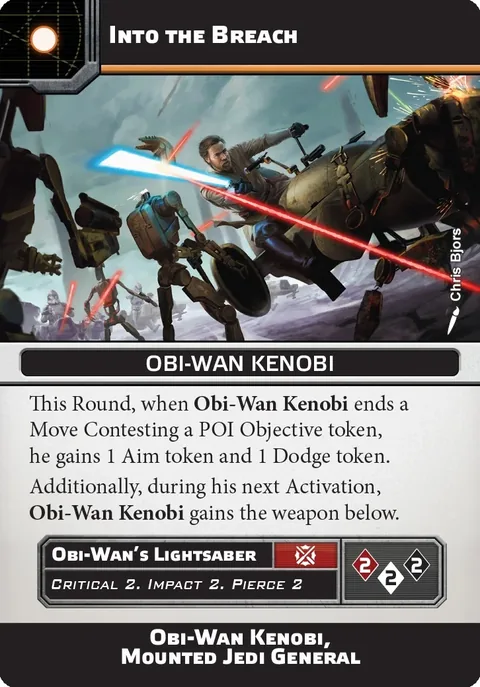 Into the Breach
Chris Bjors
OBI-WAN KENOBI
This Round, when Obi-Wan Kenobi ends a
Move Contesting a POI Objective token,
he gains 1 Aim token and 1 Dodge token.
Additionally, during his next Activation,
Obi-Wan Kenobi gains the weapon below.
Obi-Wan's Lightsaber
Critical 2. Impact 2. Pierce 2
2 2 2
Obi-Wan Kenobi,
Mounted Jedi General